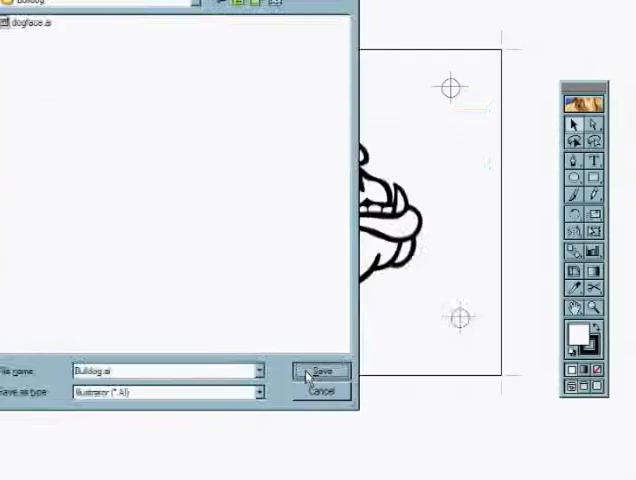 Bulldog
dogface.ai
File name:
Bulldog.ai
Save
Save as type:
Illustrator (*.AI)
Cancel
T